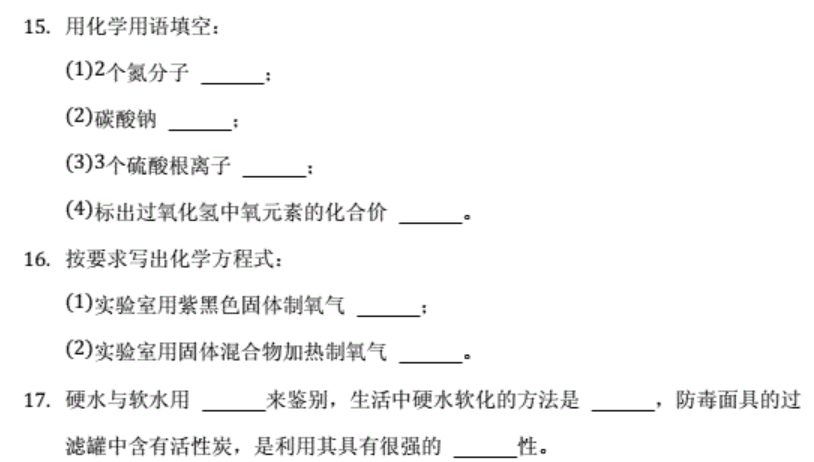 15. 用化学用语填空：
(1)2个氮分子 ______；
(2)碳酸钠 ______；
(3)3个硫酸根离子 ______；
(4)标出过氧化氢中氧元素的化合价 ______。
16. 按要求写出化学方程式：
(1)实验室用紫黑色固体制氧气 ______；
(2)实验室用固体混合物加热制氧气 ______。
17. 硬水与软水用 ______来鉴别，生活中硬水软化的方法是 ______，防毒面具的过
滤罐中含有活性炭，是利用其具有很强的 ______性。